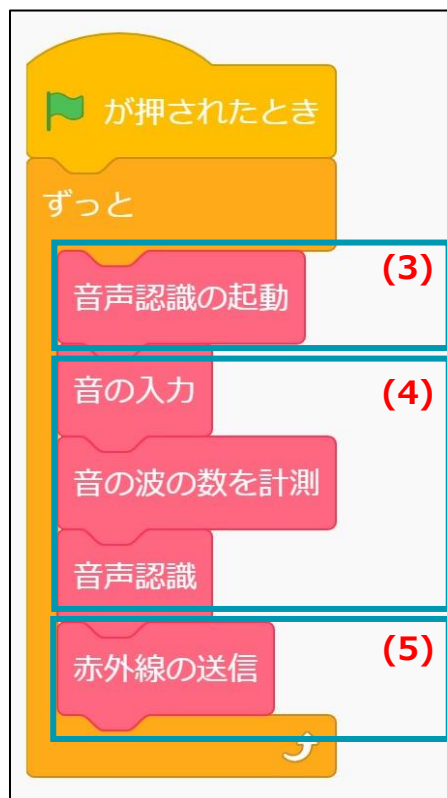 が押されたとき
ずっと
(3)
音声認識の起動
(4)
音の入力
音の波の数を計測
音声認識
(5)
赤外線の送信